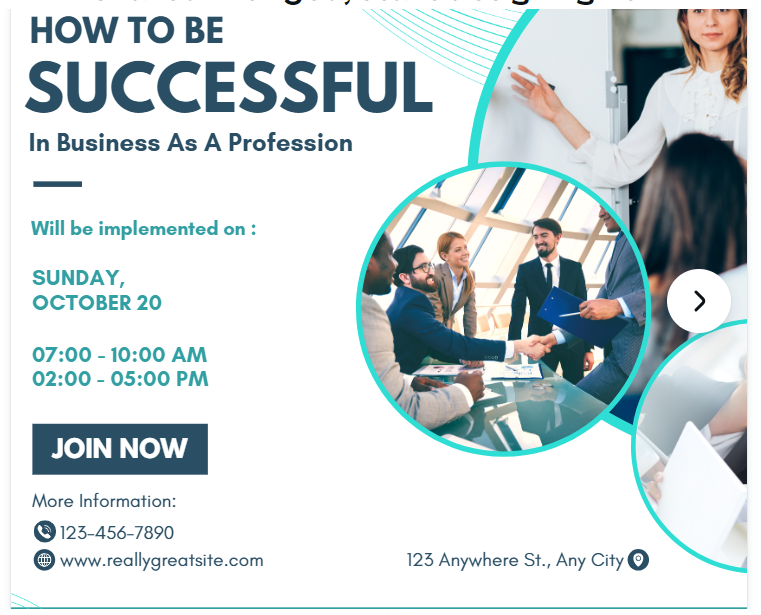 HOW TO BE
SUCCESSFUL
In Business As A Profession
Will be implemented on :
SUNDAY,
OCTOBER 20
07:00 - 10:00 AM
02:00 - 05:00 PM
JOIN NOW
More Information:
123-456-7890
www.reallygreatsite.com
123 Anywhere St., Any City